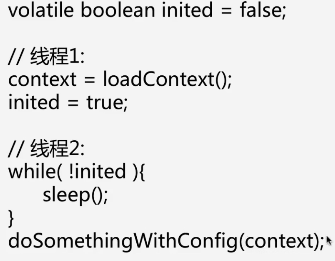 volatile boolean inited = false;
// 线程1:
context = loadContext();
inited = true;
// 线程2:
while( !inited ){
sleep();
}
doSomethingWithConfig(context);